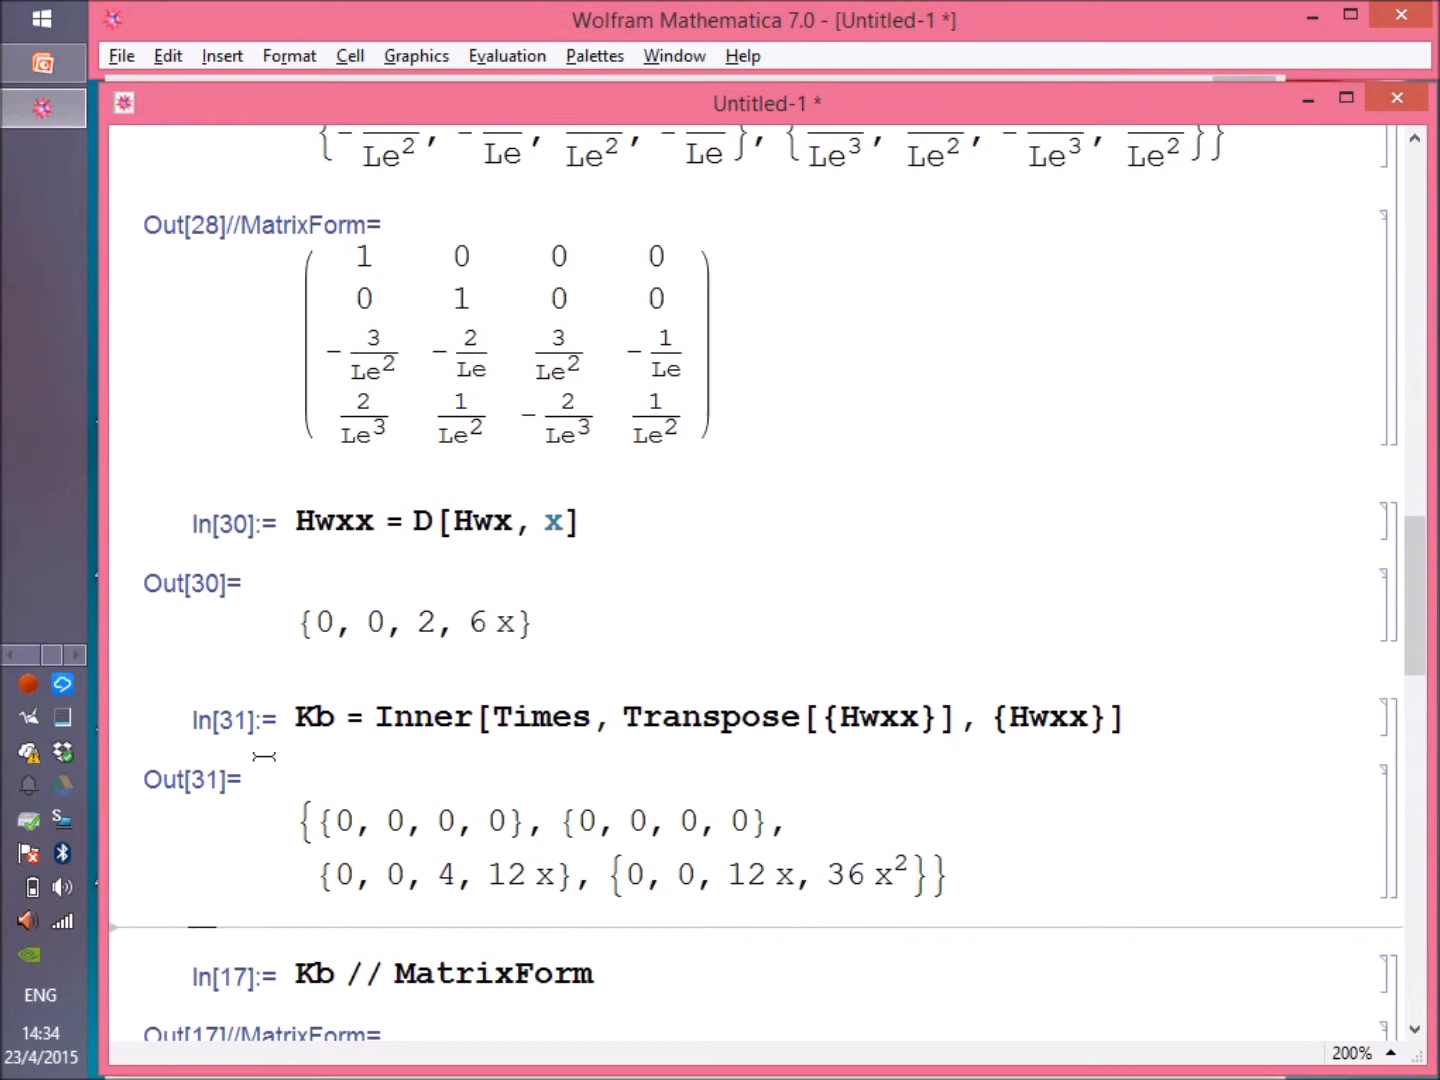 Wolfram Mathematica 7.0 - [Untitled-1 *]
File Edit Insert Format Cell Graphics Evaluation Palettes Window Help
Untitled-1 *
{-/Le², -/Le, /Le², -/Le}, {/Le³, /Le², -/Le³, /Le²}}
Out[28]//MatrixForm=
1 0 0 0
0 1 0 0
-3/Le² -2/Le 3/Le² -1/Le
2/Le³ 1/Le² -2/Le³ 1/Le²
In[30]:= Hwxx = D[Hwx, x]
Out[30]=
{0, 0, 2, 6 x}
In[31]:= Kb = Inner[Times, Transpose[{Hwxx}], {Hwxx}]
Out[31]=
{{0, 0, 0, 0}, {0, 0, 0, 0},
{0, 0, 4, 12 x}, {0, 0, 12 x, 36 x²}}
In[17]:= Kb // MatrixForm
Out[17]//MatrixForm=
ENG
14:34
23/4/2015
200%